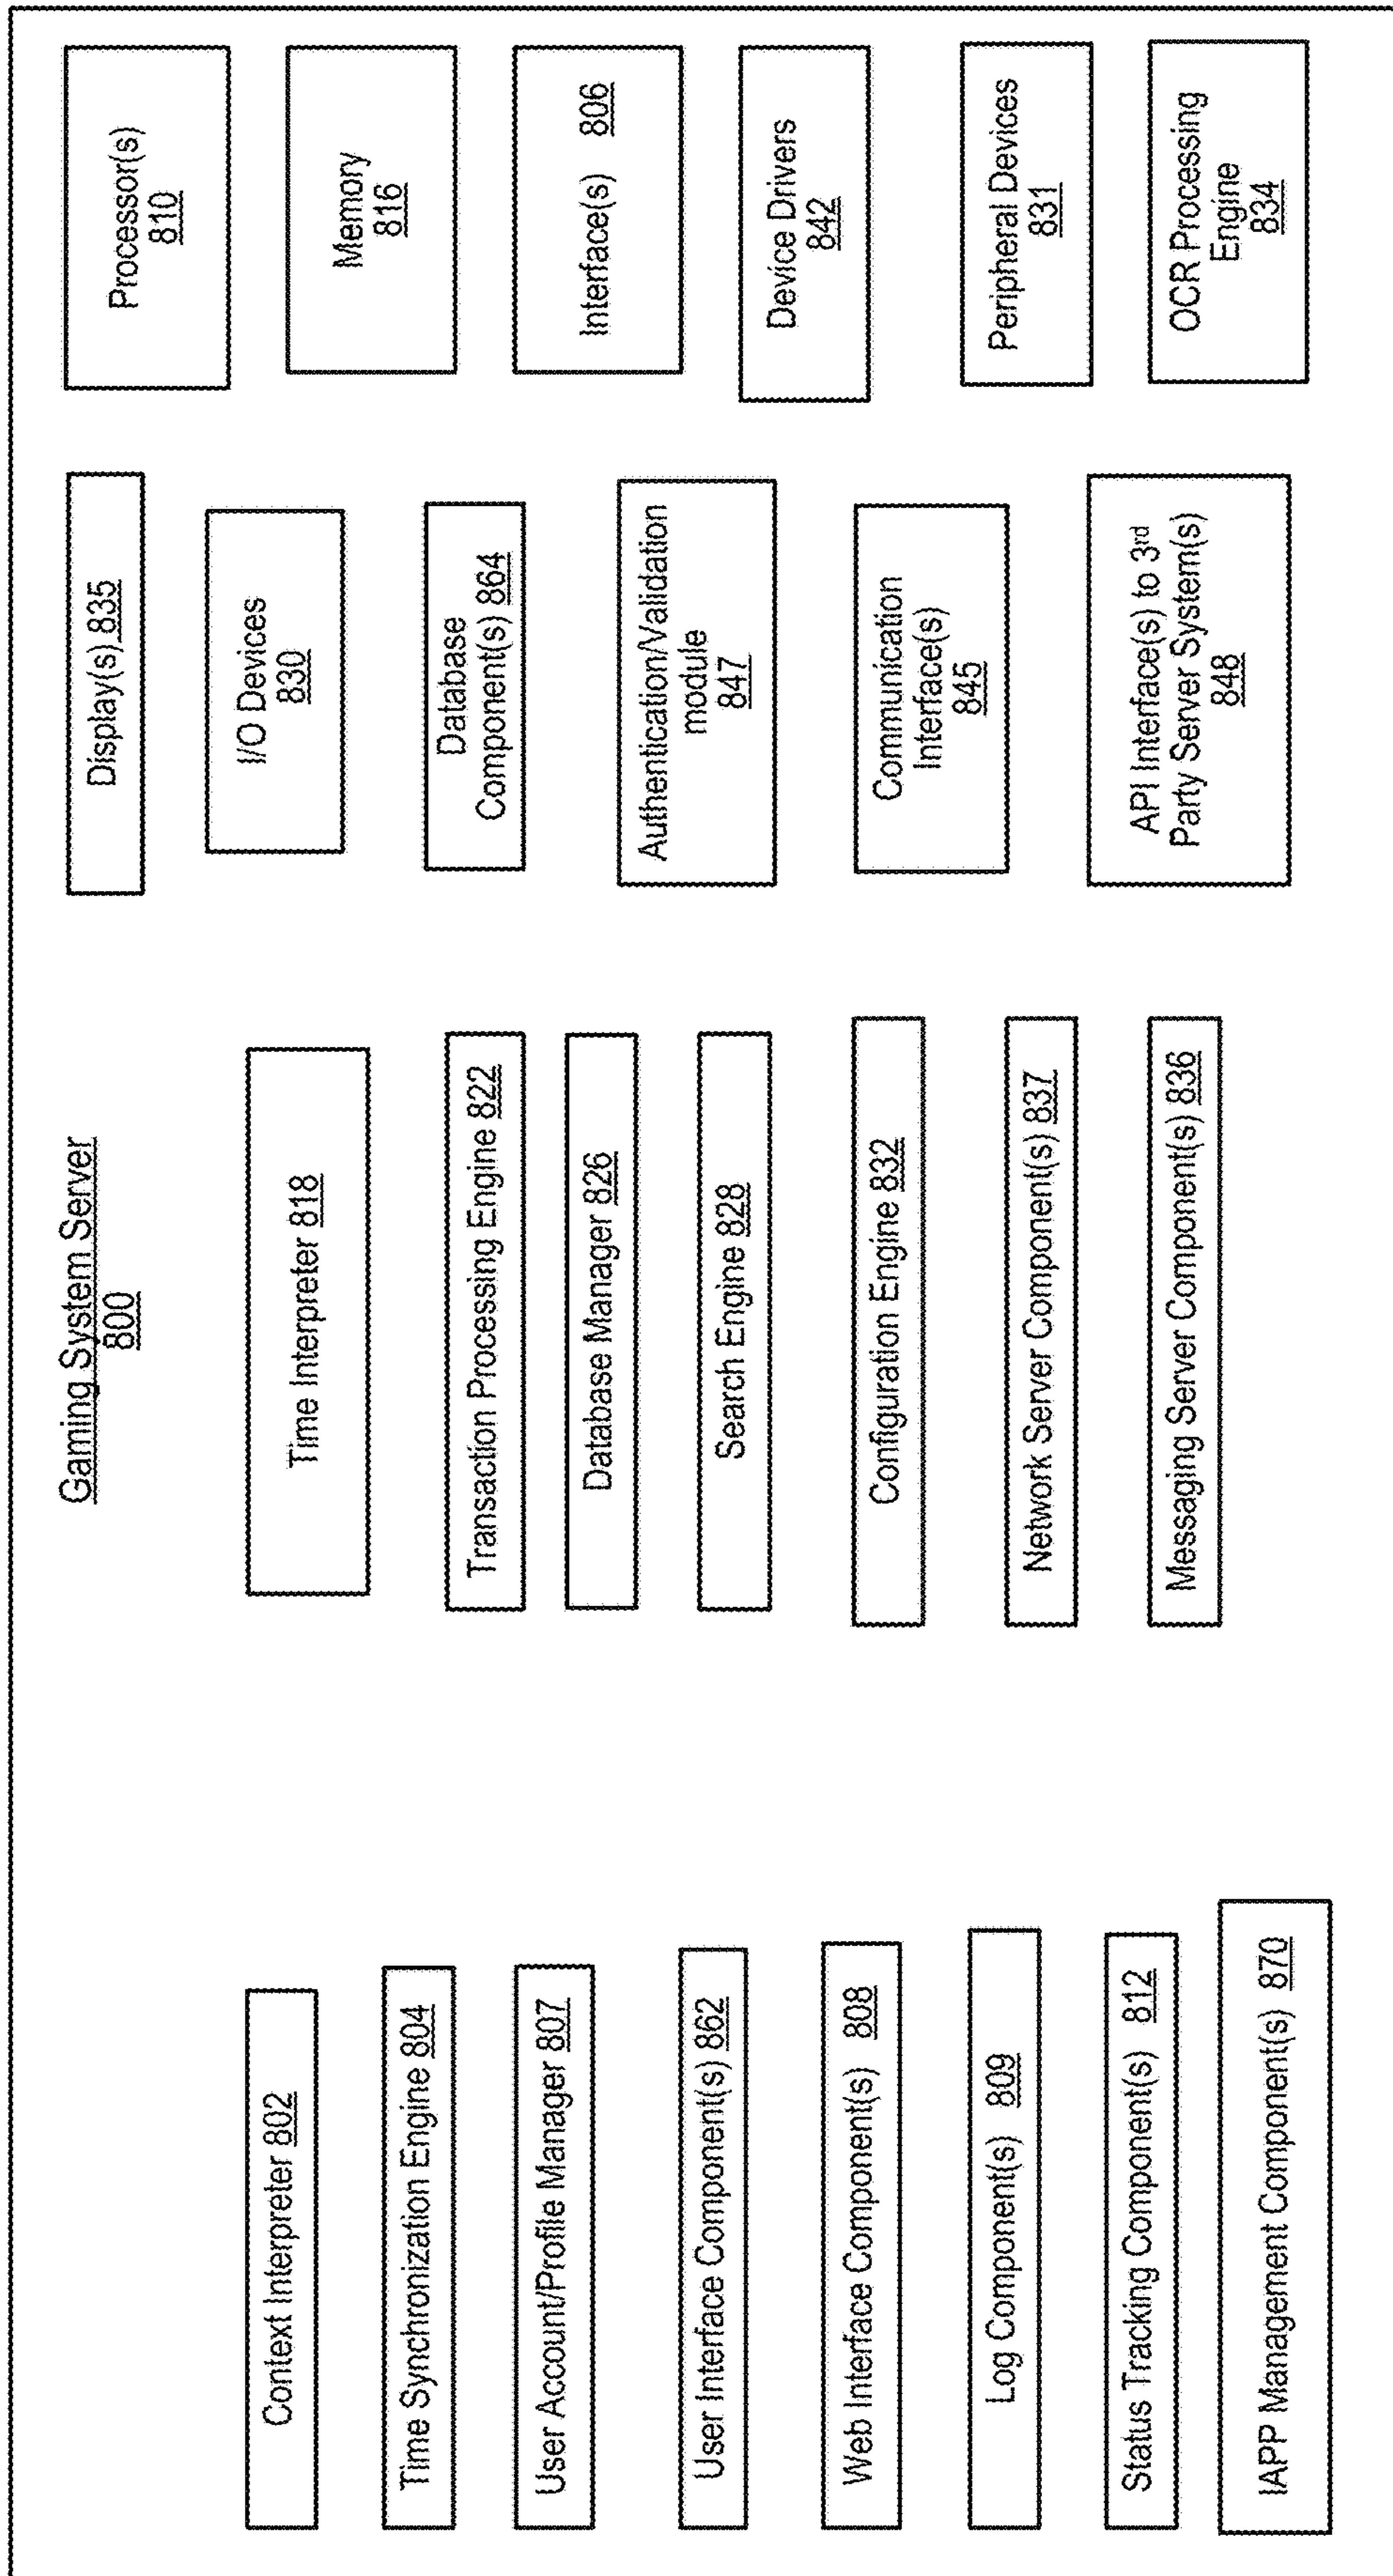 Gaming System Server
800
Context Interpreter 802
Time Synchronization Engine 804
User Account/Profile Manager 807
User Interface Component(s) 862
Web Interface Component(s) 808
Log Component(s) 809
Status Tracking Component(s) 812
IAPP Management Component(s) 870
Time Interpreter 818
Transaction Processing Engine 822
Database Manager 826
Search Engine 828
Configuration Engine 832
Network Server Component(s) 837
Messaging Server Component(s) 836
Display(s) 835
I/O Devices
830
Database
Component(s) 864
Authentication/Validation
module
847
Communication
Interface(s)
845
API Interface(s) to 3rd
Party Server System(s)
848
Processor(s)
810
Memory
816
Interface(s) 806
Device Drivers
842
Peripheral Devices
831
OCR Processing
Engine
834